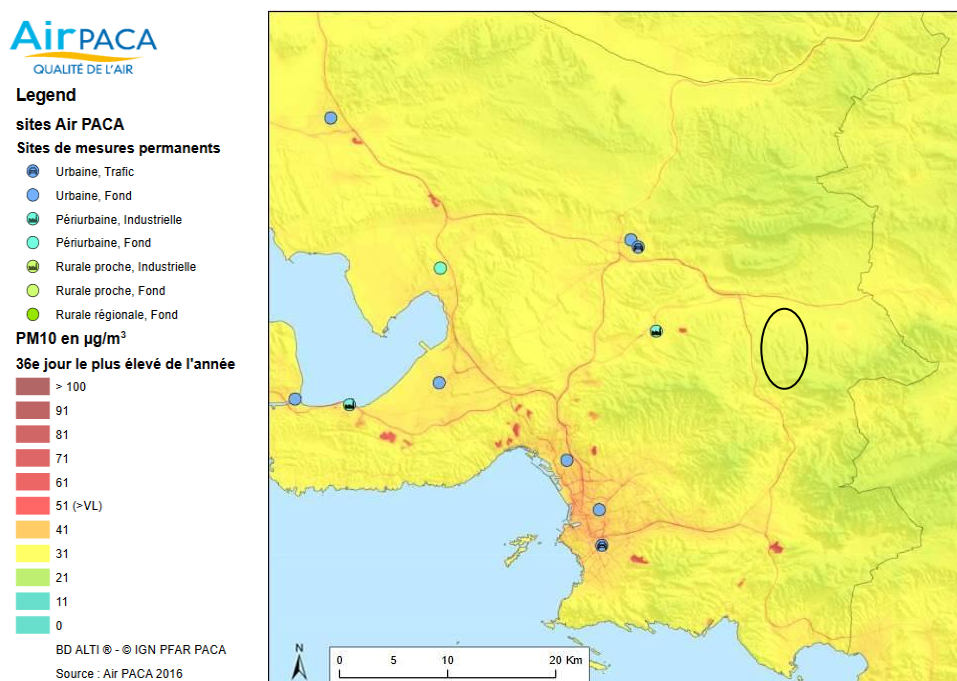 AirPACA
QUALITÉ DE L'AIR
Legend
sites Air PACA
Sites de mesures permanents
Urbaine, Trafic
Urbaine, Fond
Périurbaine, Industrielle
Périurbaine, Fond
Rurale proche, Industrielle
Rurale proche, Fond
Rurale régionale, Fond
PM10 en µg/m³
36e jour le plus élevé de l'année
> 100
91
81
71
61
51 (>VL)
41
31
21
11
0
BD ALTI ® - © IGN PFAR PACA
Source : Air PACA 2016
N
0 5 10 20 Km